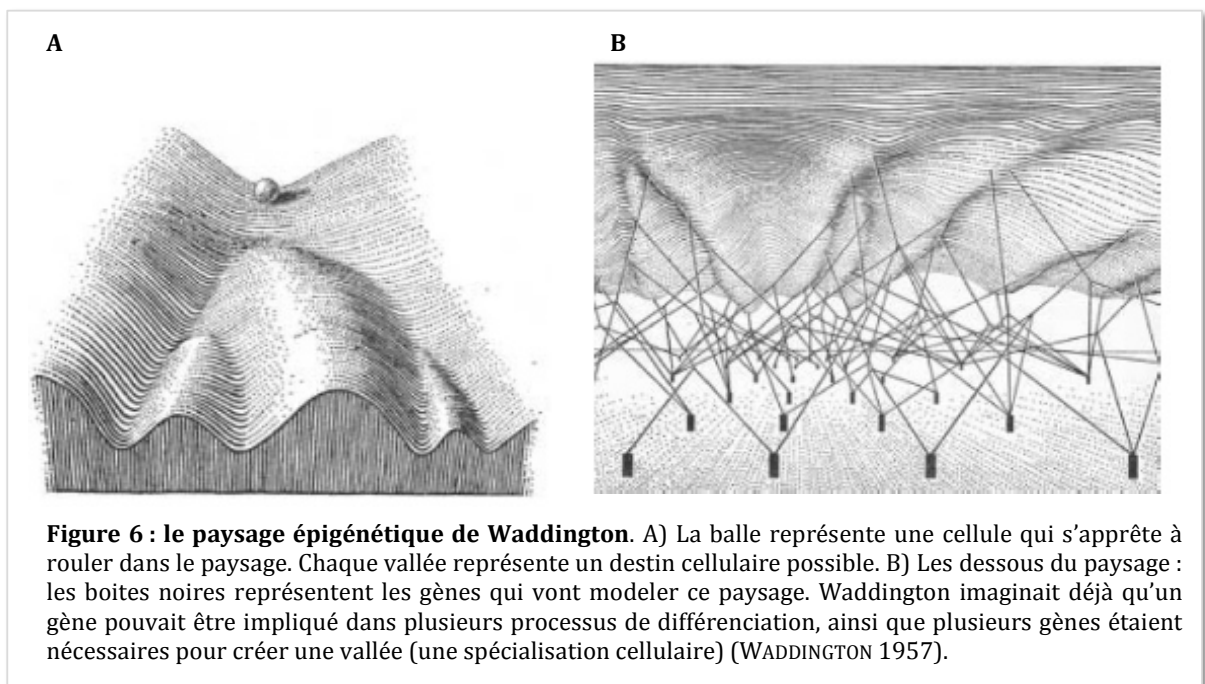 A
B
Figure 6 : le paysage épigénétique de Waddington. A) La balle représente une cellule qui s’apprête à
rouler dans le paysage. Chaque vallée représente un destin cellulaire possible. B) Les dessous du paysage :
les boites noires représentent les gènes qui vont modeler ce paysage. Waddington imaginait déjà qu’un
gène pouvait être impliqué dans plusieurs processus de différenciation, ainsi que plusieurs gènes étaient
nécessaires pour créer une vallée (une spécialisation cellulaire) (WADDINGTON 1957).